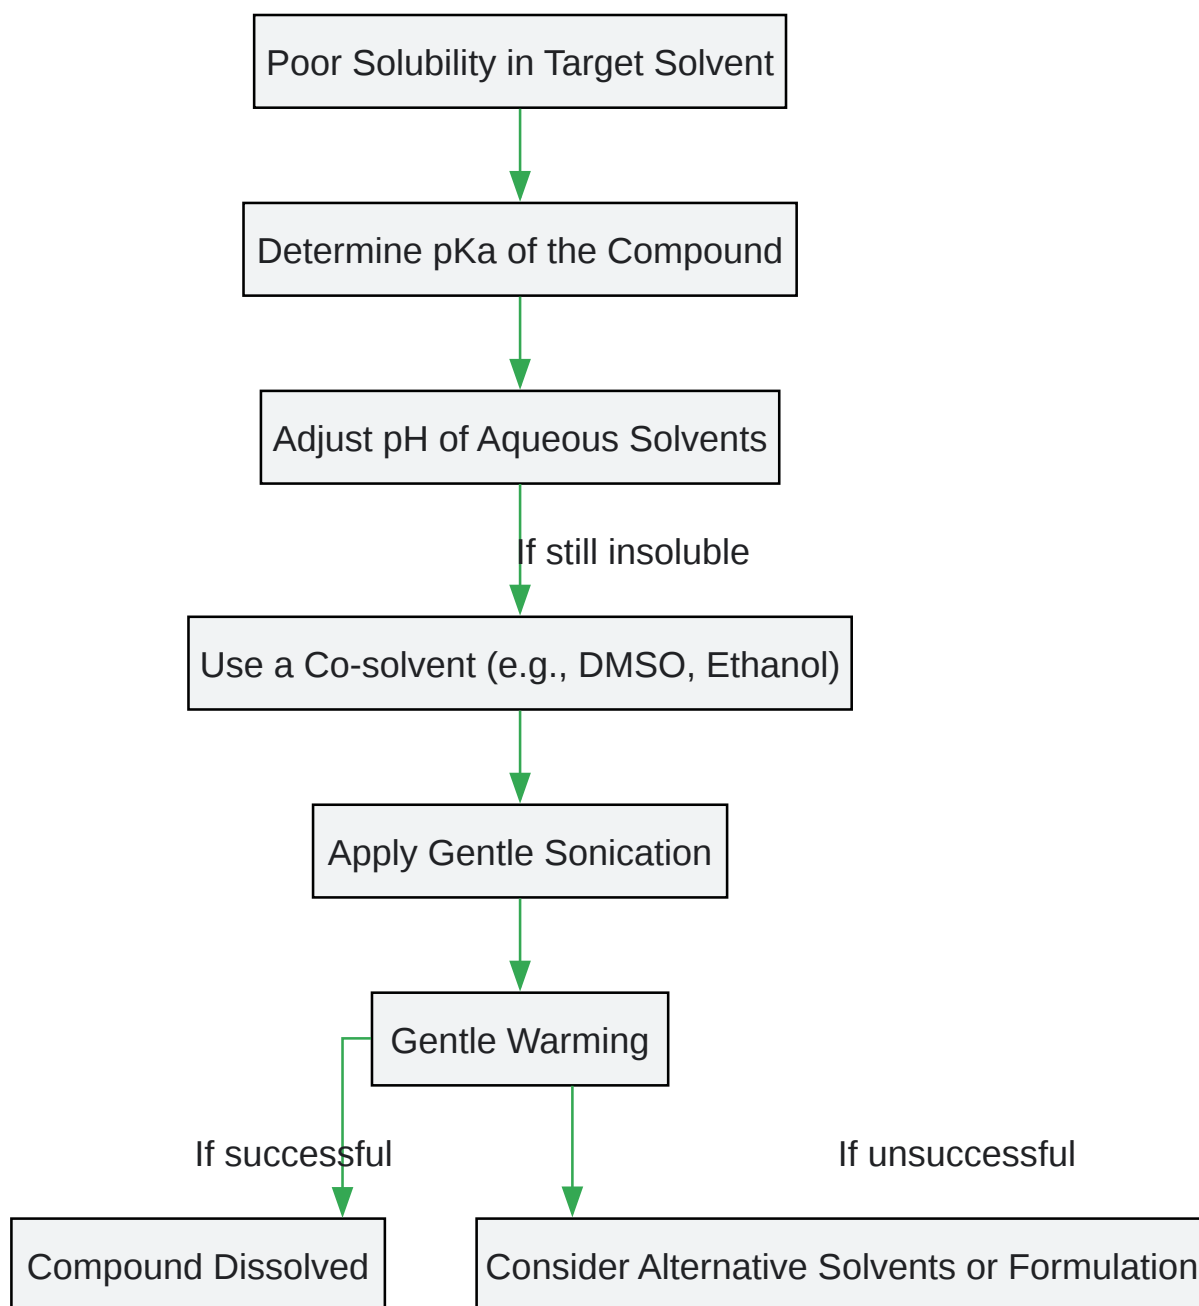 Poor Solubility in Target Solvent
Determine pKa of the Compound
Adjust pH of Aqueous Solvents
If still insoluble
Use a Co-solvent (e.g., DMSO, Ethanol)
Apply Gentle Sonication
Gentle Warming
If successful
If unsuccessful
Compound Dissolved
Consider Alternative Solvents or Formulation